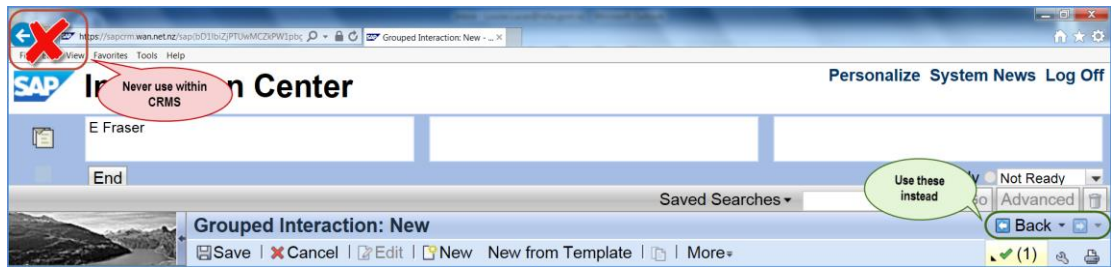 https://sapcrm.wan.net.nz/sap(bD1lbiZjPTUwMCZkPW1pbg
Grouped Interaction: New - ...
View Favorites Tools Help
SAP
Center
Never use within
CRMS
Personalize System News Log Off
E Fraser
End
Not Ready
Use these
instead
Saved Searches
Advanced
Grouped Interaction: New
Back
Save | Cancel | Edit | New New from Template | | More
(1)